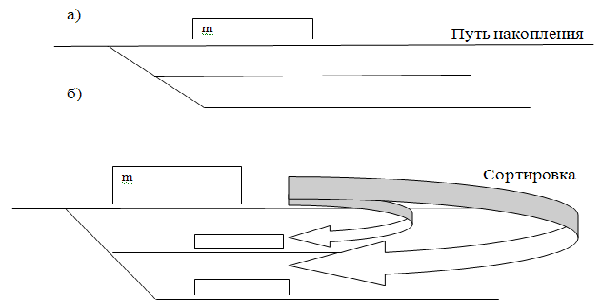 а)
m
Путь накопления
б)
m
Сортировка